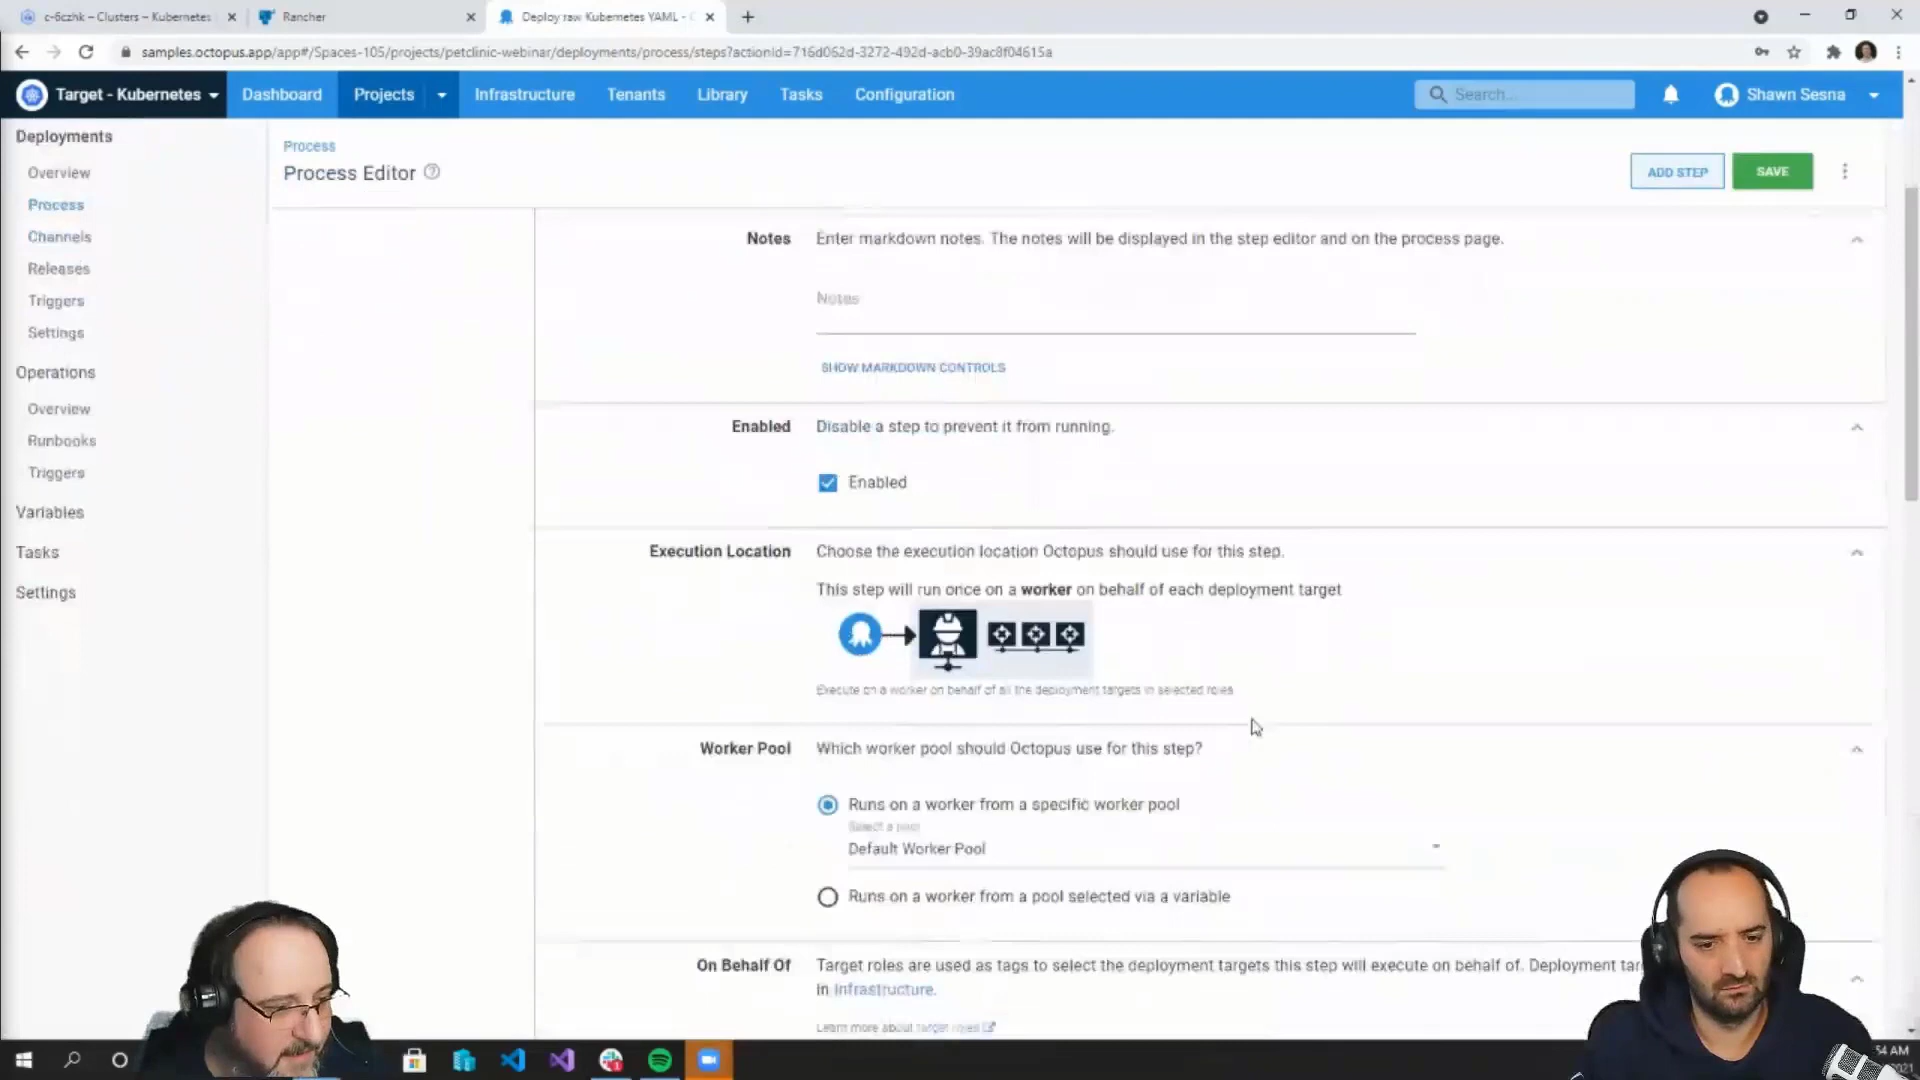 c-6czhk – Clusters – Kubernetes
Rancher
Deploy raw Kubernetes YAML -
samples.octopus.app/app#/Spaces-105/projects/petclinic-webinar/deployments/process/steps?actionId=716d062d-3272-492d-acb0-39ac8f04615a
Target - Kubernetes
Dashboard
Projects
Infrastructure
Tenants
Library
Tasks
Configuration
Search...
Shawn Sesna
Deployments
Overview
Process
Channels
Releases
Triggers
Settings
Operations
Overview
Runbooks
Triggers
Variables
Tasks
Settings
Process
Process Editor
ADD STEP
SAVE
Notes
Enter markdown notes. The notes will be displayed in the step editor and on the process page.
Notes
SHOW MARKDOWN CONTROLS
Enabled
Disable a step to prevent it from running.
Enabled
Execution Location
Choose the execution location Octopus should use for this step.
This step will run once on a worker on behalf of each deployment target
Execute on a worker on behalf of all the deployment targets in selected roles
Worker Pool
Which worker pool should Octopus use for this step?
Runs on a worker from a specific worker pool
Select a pool
Default Worker Pool
Runs on a worker from a pool selected via a variable
On Behalf Of
Target roles are used as tags to select the deployment targets this step will execute on behalf of. Deployment tar
in Infrastructure.
Learn more about target roles
54 AM
2021